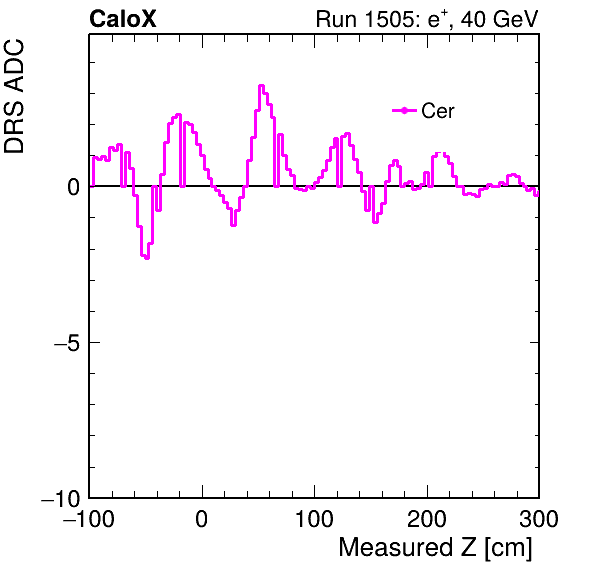 CaloX
Run 1505: e+, 40 GeV
DRS ADC
Cer
0
−5
−10
−100 0 100 200 300
Measured Z [cm]